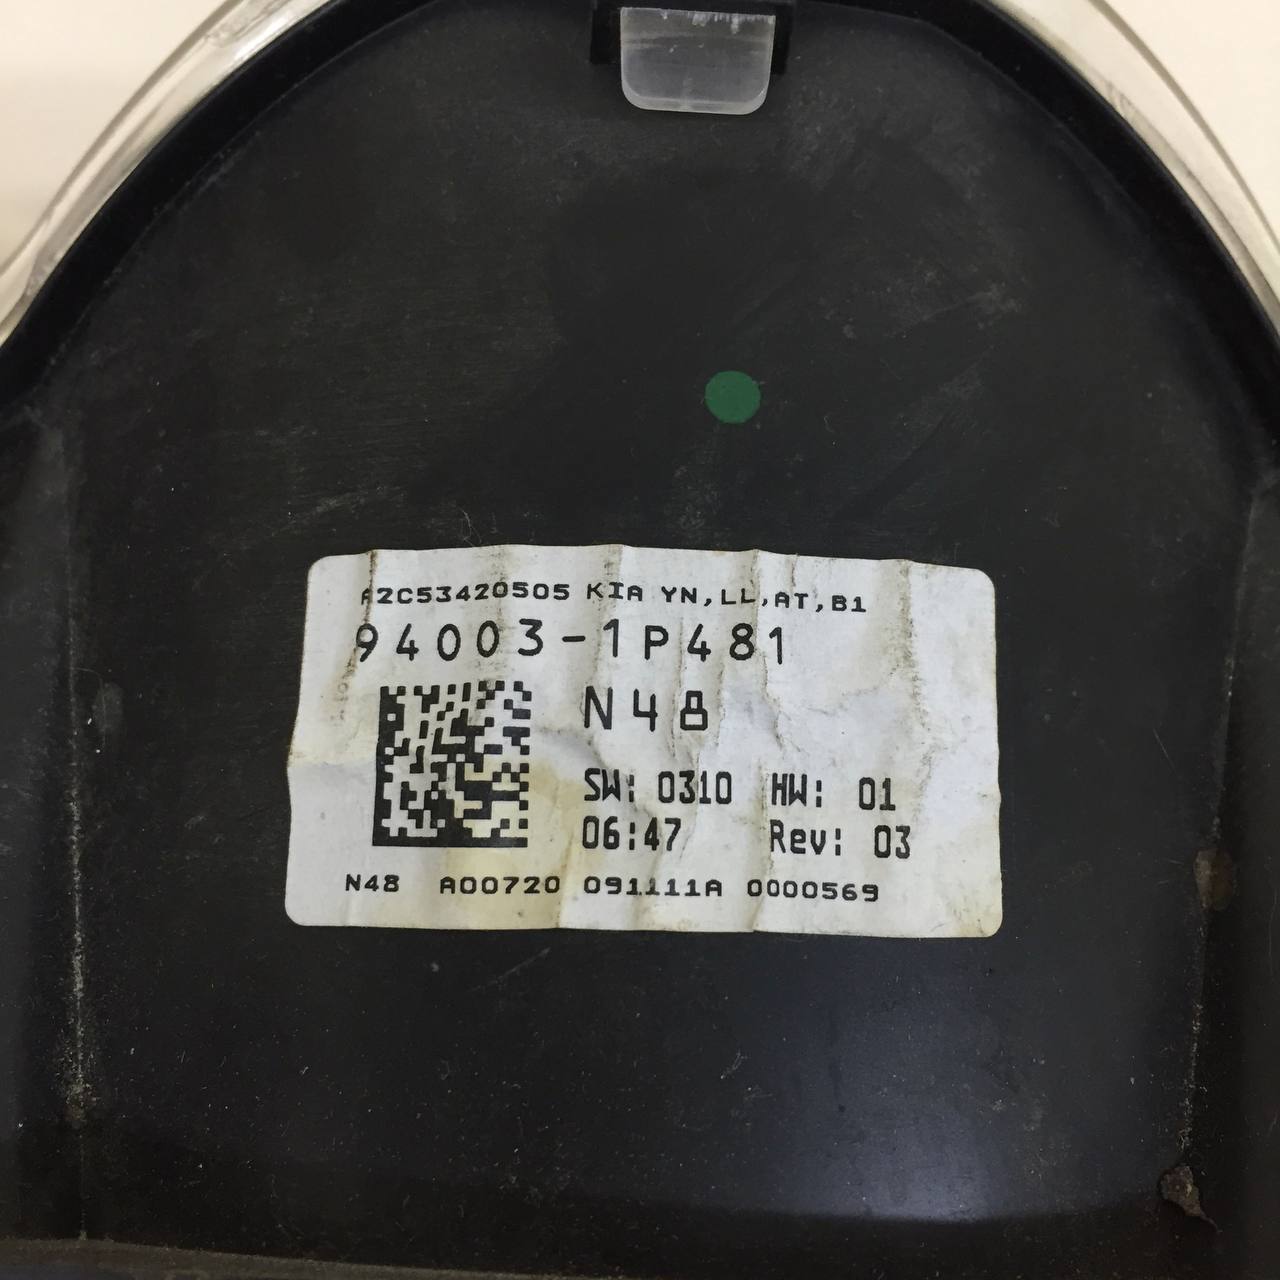 A2C53420505 KIA YN,LL,AT,B1
94003-1P481
N48
SW: 0310 HW: 01
06:47 Rev: 03
N48 A00720 091111A 0000569